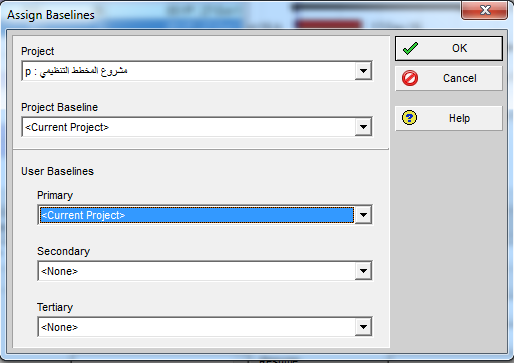 Assign Baselines
Project
p : مشروع المخطط التنظيمي
OK
Cancel
Project Baseline
<Current Project>
Help
User Baselines
Primary
<Current Project>
Secondary
<None>
Tertiary
<None>